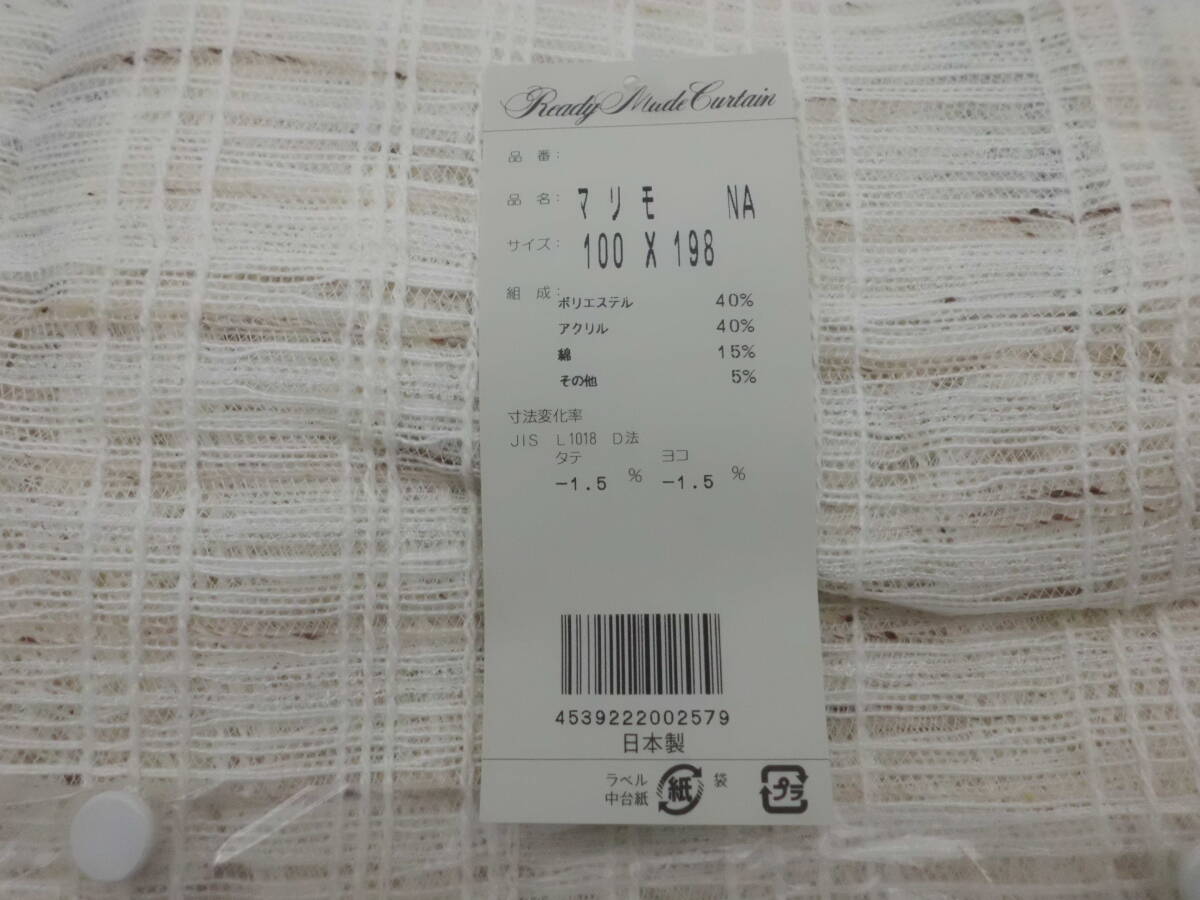 Ready Made Curtain
品 番：
品 名： マリモ NA
サイズ： 100 X 198
組 成： ポリエステル 40%
アクリル 40%
綿 15%
その他 5%
寸法変化率
JIS L1018 D法
タテ ヨコ
-1.5 % -1.5 %
4539222002579
日本製
ラベル 紙 袋 プラ
中台紙